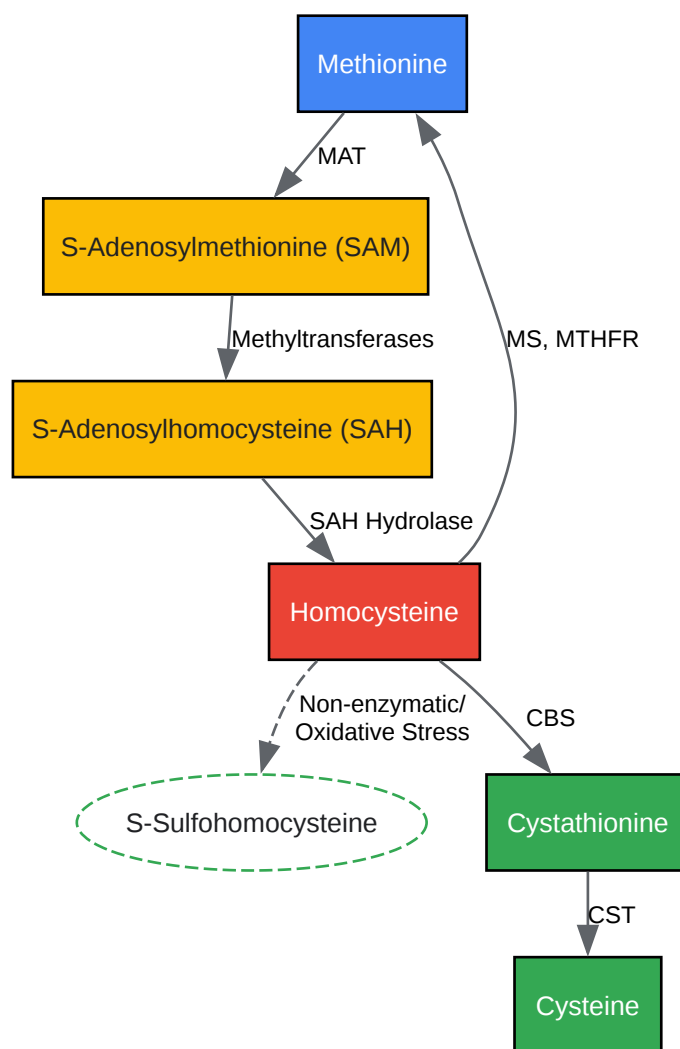 Methionine
MAT
S-Adenosylmethionine (SAM)
Methyltransferases
MS, MTHFR
S-Adenosylhomocysteine (SAH)
SAH Hydrolase
Homocysteine
Non-enzymatic/
Oxidative Stress
CBS
S-Sulfohomocysteine
Cystathionine
CST
Cysteine